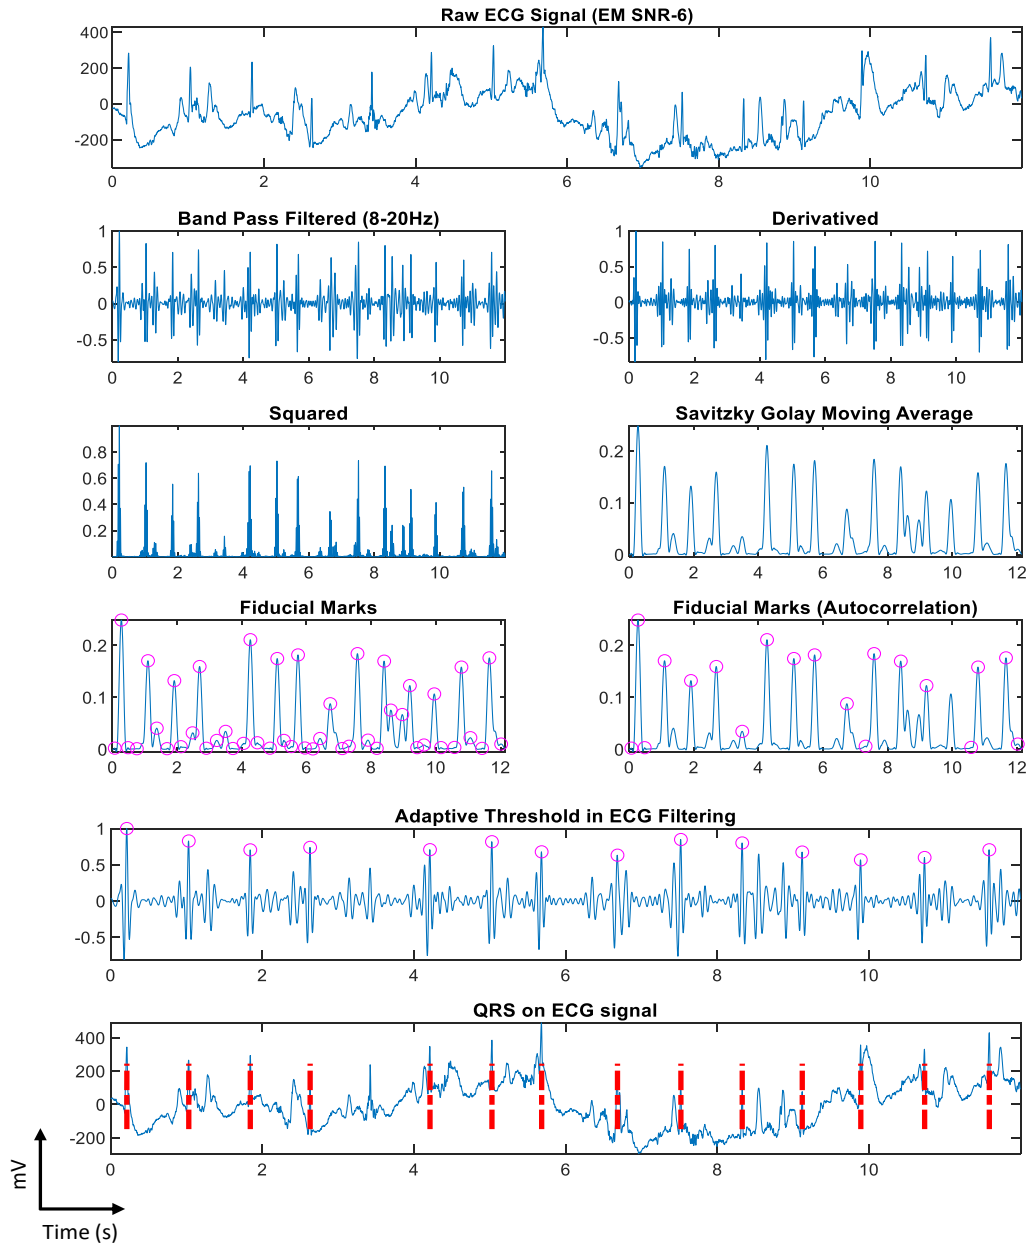 Raw ECG Signal (EM SNR-6)
400
200
0
-200
0 2 4 6 8 10
Band Pass Filtered (8-20Hz) Derivatived
1 1
0.5 0.5
0 0
-0.5 -0.5
0 2 4 6 8 10 0 2 4 6 8 10
Squared Savitzky Golay Moving Average
0.8 0.2
0.6
0.4 0.1
0.2 0
0 2 4 6 8 10 0 2 4 6 8 10 12
Fiducial Marks Fiducial Marks (Autocorrelation)
0.2 0.2
0.1 0.1
0 0
0 2 4 6 8 10 12 0 2 4 6 8 10 12
Adaptive Threshold in ECG Filtering
1
0.5
0
-0.5
0 2 4 6 8 10
QRS on ECG signal
400
200
0
-200
0 2 4 6 8 10
mV
Time (s)